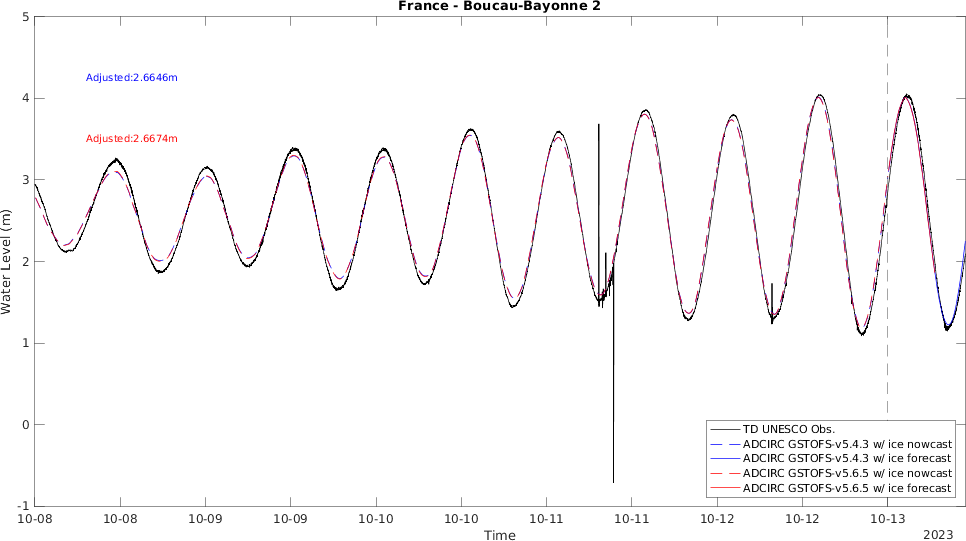 France - Boucau-Bayonne 2
5
4
3
2
1
0
-1
Water Level (m)
Adjusted:2.6646m
Adjusted:2.6674m
TD UNESCO Obs.
ADCIRC GSTOFS-v5.4.3 w/ ice nowcast
ADCIRC GSTOFS-v5.4.3 w/ ice forecast
ADCIRC GSTOFS-v5.6.5 w/ ice nowcast
ADCIRC GSTOFS-v5.6.5 w/ ice forecast
10-08 10-08 10-09 10-09 10-10 10-10 10-11 10-11 10-12 10-12 10-13
Time
2023